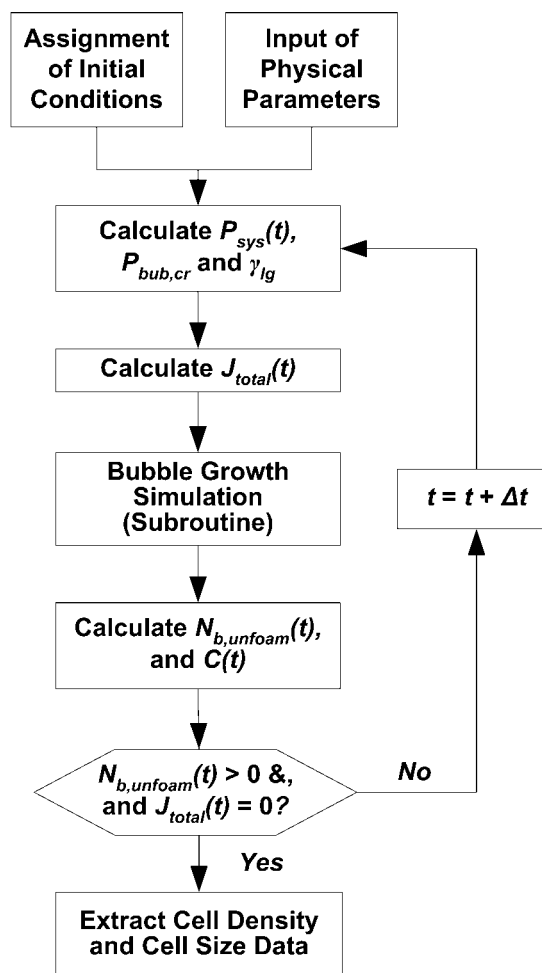 Assignment
of Initial
Conditions
Input of
Physical
Parameters
Calculate P_sys(t),
P_bub,cr and γ_lg
Calculate J_total(t)
Bubble Growth
Simulation
(Subroutine)
t = t + Δt
Calculate N_b,unfoam(t),
and C(t)
N_b,unfoam(t) > 0 &,
and J_total(t) = 0?
No
Yes
Extract Cell Density
and Cell Size Data